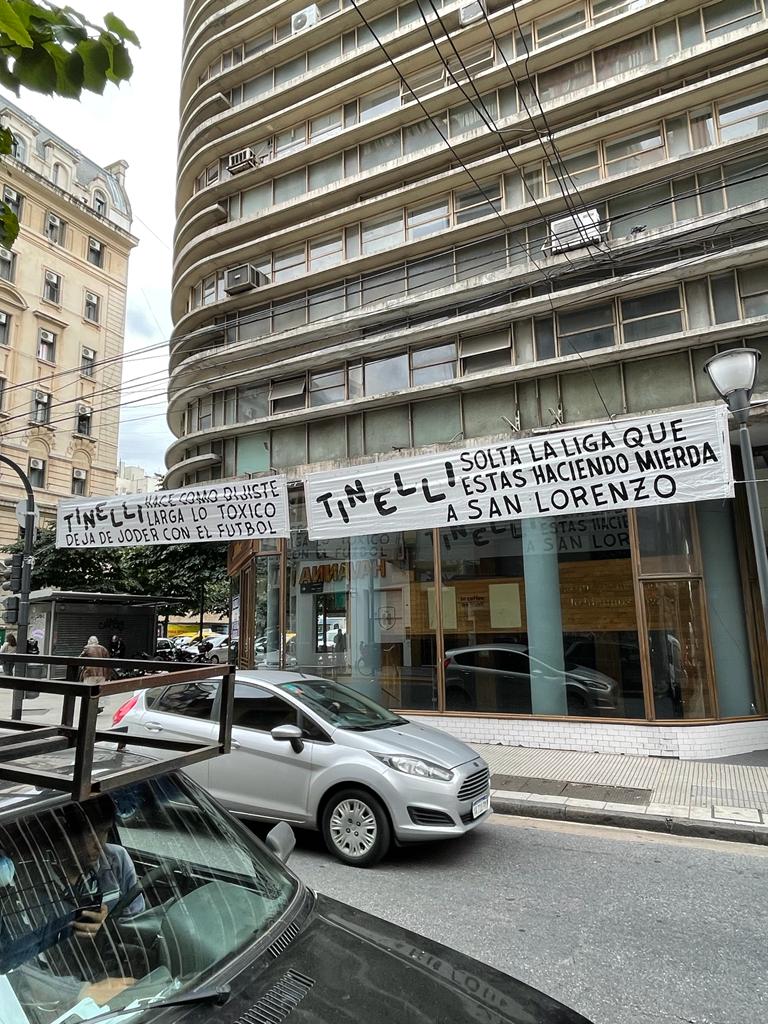 TINELLI HACE COMO DIJISTE
LARGA LO TOXICO
DEJA DE JODER CON EL FUTBOL
TINELLI SOLTA LA LIGA QUE
ESTAS HACIENDO MIERDA
A SAN LORENZO
HAVANNA